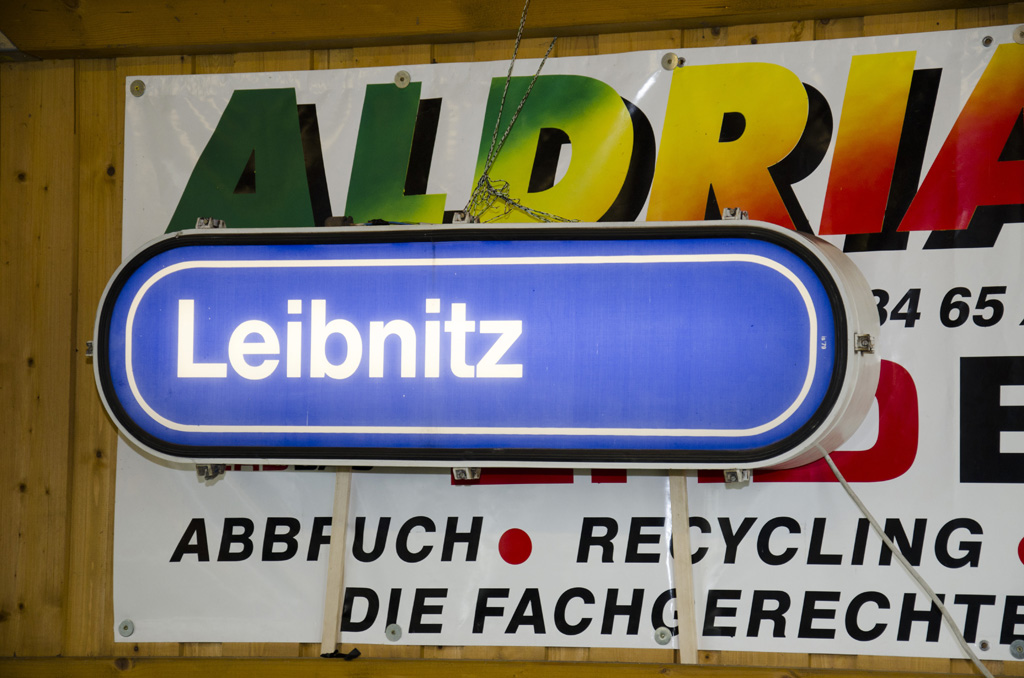 ALDRIA
Leibnitz
34 65
E
ABBRUCH • RECYCLING •
DIE FACHGERECHTE